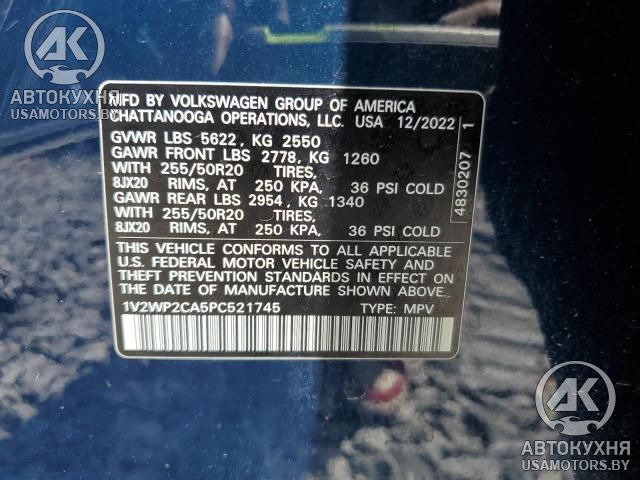 АК
АВТОКУХНЯ
USAMOTORS.BY
MFD BY VOLKSWAGEN GROUP OF AMERICA
CHATTANOOGA OPERATIONS, LLC. USA 12/2022
GVWR LBS 5622, KG 2550
GAWR FRONT LBS 2778, KG 1260
WITH 255/50R20 TIRES,
8JX20 RIMS, AT 250 KPA, 36 PSI COLD
GAWR REAR LBS 2954, KG 1340
WITH 255/50R20 TIRES,
8JX20 RIMS, AT 250 KPA, 36 PSI COLD
THIS VEHICLE CONFORMS TO ALL APPLICABLE
U.S. FEDERAL MOTOR VEHICLE SAFETY AND
THEFT PREVENTION STANDARDS IN EFFECT ON
THE DATE OF MANUFACTURE SHOWN ABOVE.
1V2WP2CA5PC521745 TYPE: MPV
4830207 1
АК
АВТОКУХНЯ
USAMOTORS.BY